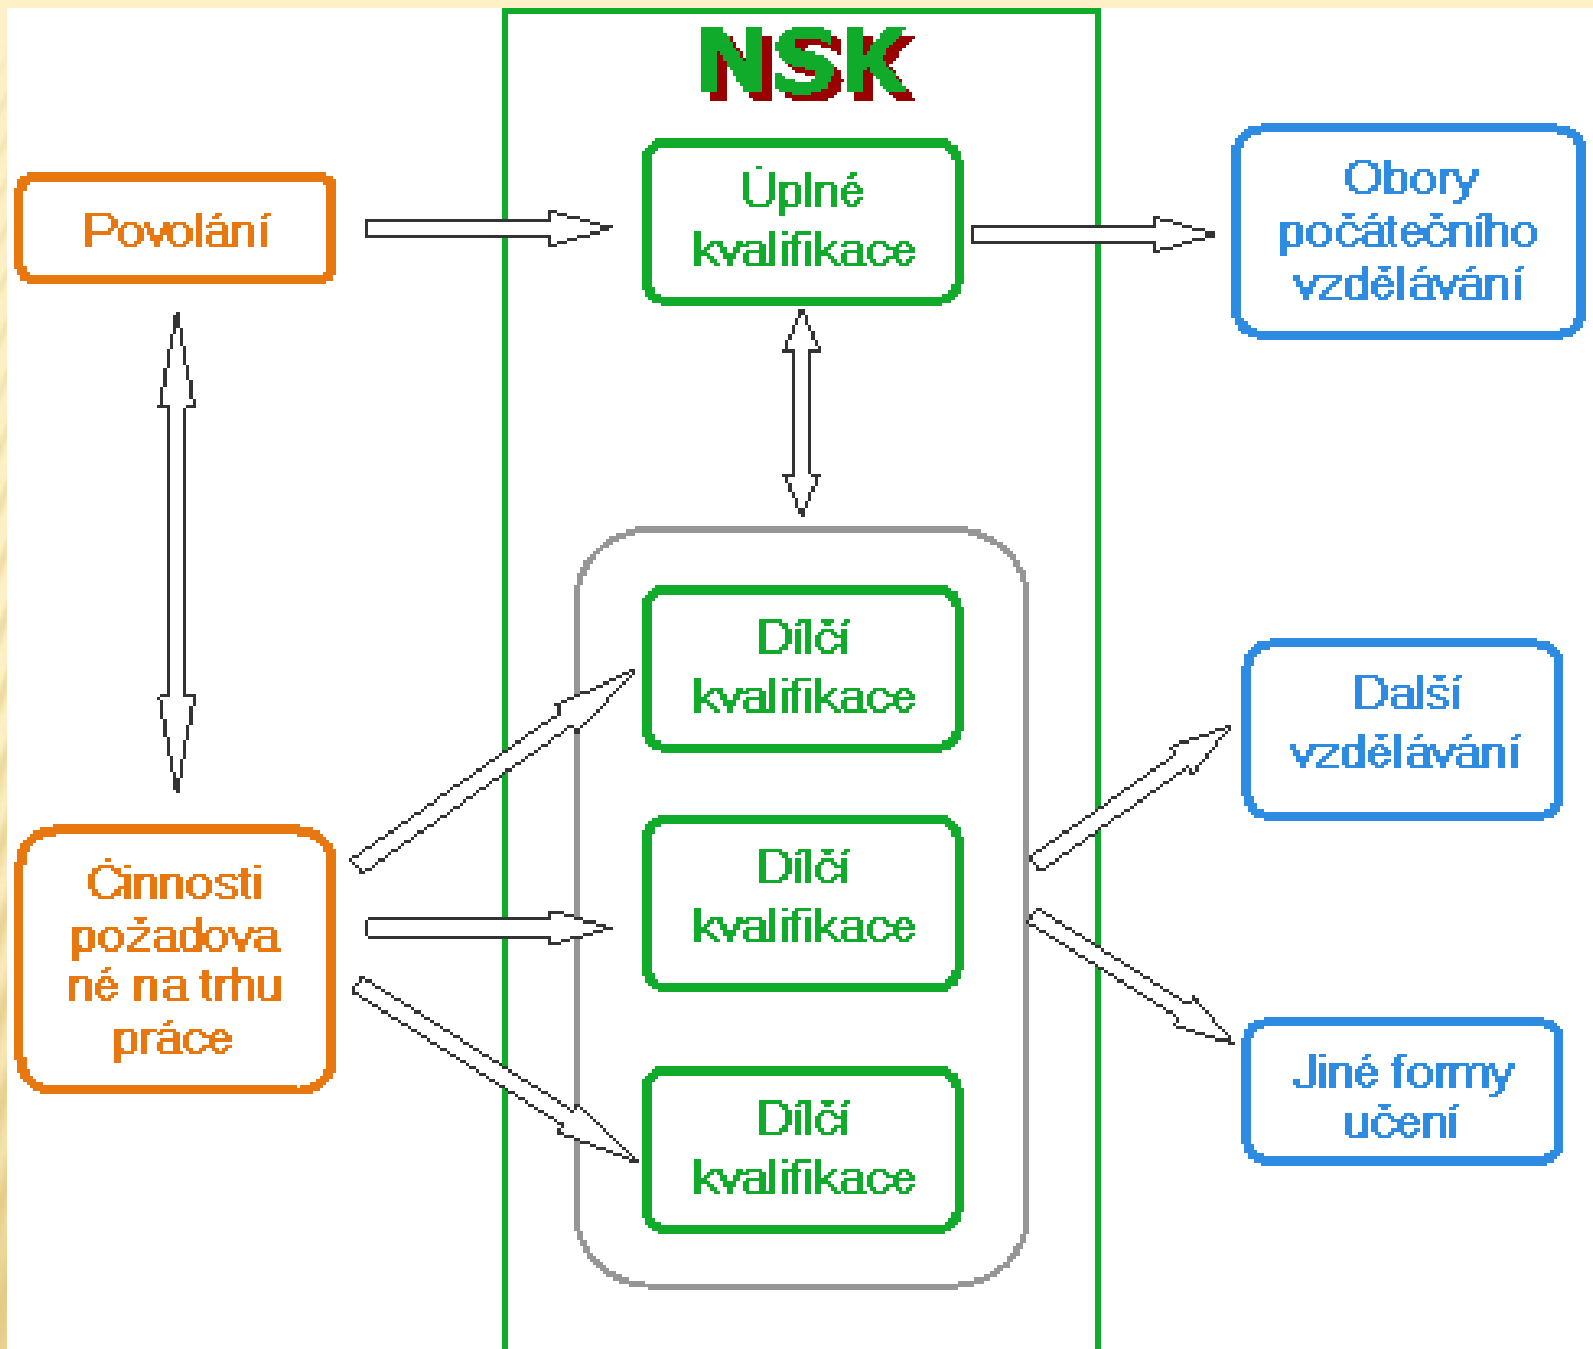 NSK
Povolání
Úplné
kvalifikace
Obory
počátečního
vzdělávání
Činnosti
požadova
né na trhu
práce
Dílčí
kvalifikace
Dílčí
kvalifikace
Dílčí
kvalifikace
Další
vzdělávání
Jiné formy
učení